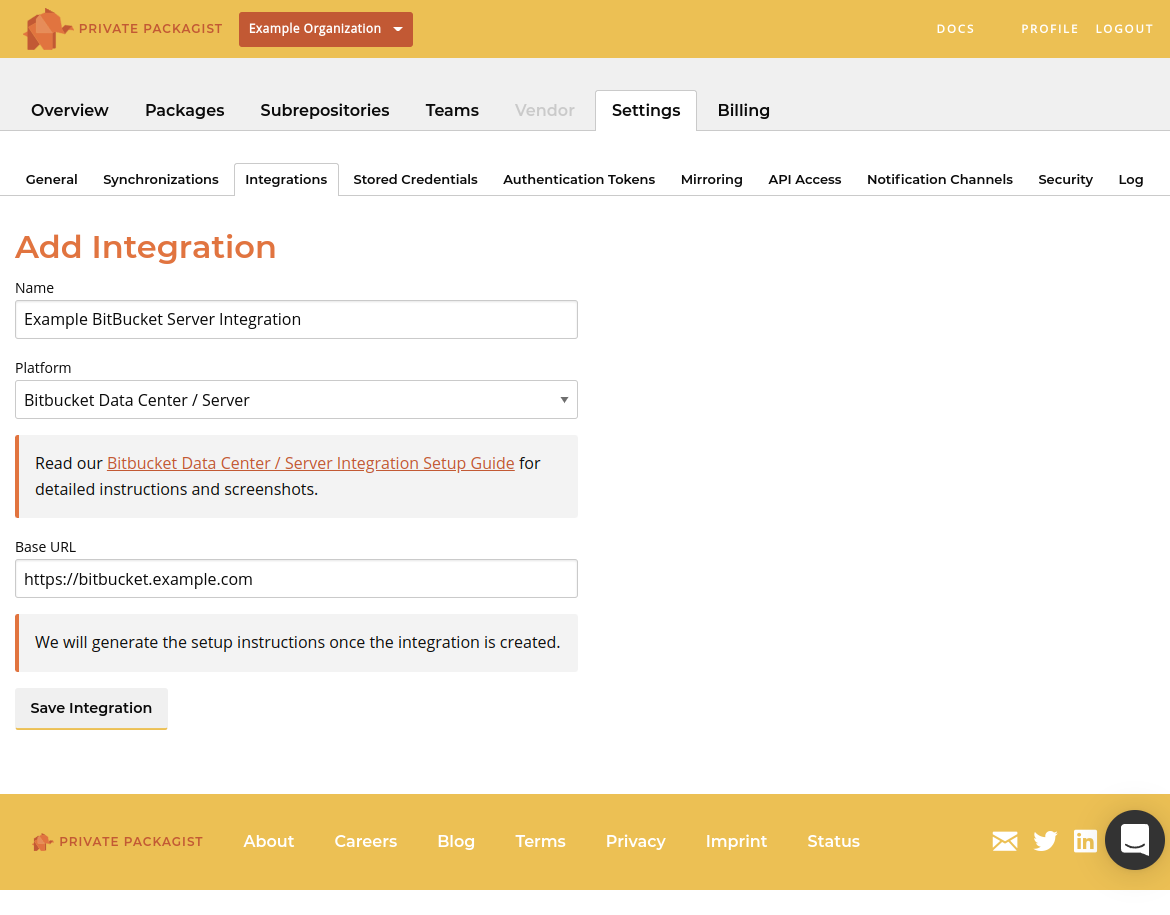 PRIVATE PACKAGIST Example Organization DOCS PROFILE LOGOUT
Overview Packages Subrepositories Teams Vendor Settings Billing
General Synchronizations Integrations Stored Credentials Authentication Tokens Mirroring API Access Notification Channels Security Log
Add Integration
Name
Example BitBucket Server Integration
Platform
Bitbucket Data Center / Server
Read our Bitbucket Data Center / Server Integration Setup Guide for
detailed instructions and screenshots.
Base URL
https://bitbucket.example.com
We will generate the setup instructions once the integration is created.
Save Integration
PRIVATE PACKAGIST About Careers Blog Terms Privacy Imprint Status